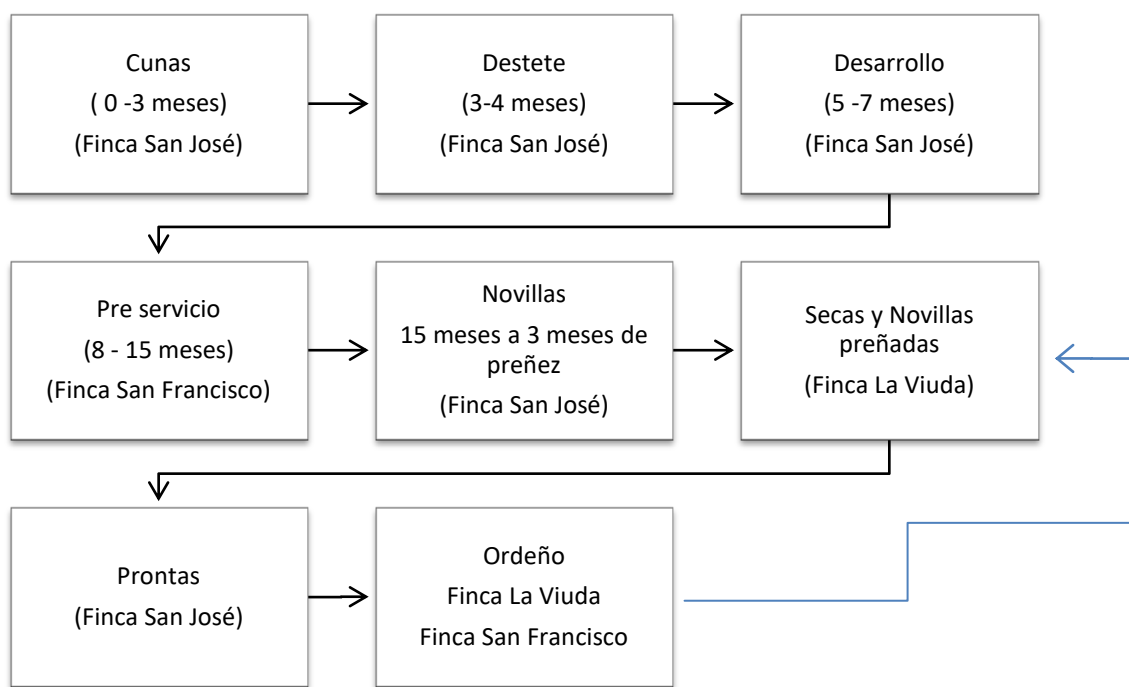 Cunas
( 0 -3 meses)
(Finca San José)
Destete
(3-4 meses)
(Finca San José)
Desarrollo
(5 -7 meses)
(Finca San José)
Pre servicio
(8 - 15 meses)
(Finca San Francisco)
Novillas
15 meses a 3 meses de
preñez
(Finca San José)
Secas y Novillas
preñadas
(Finca La Viuda)
Prontas
(Finca San José)
Ordeño
Finca La Viuda
Finca San Francisco